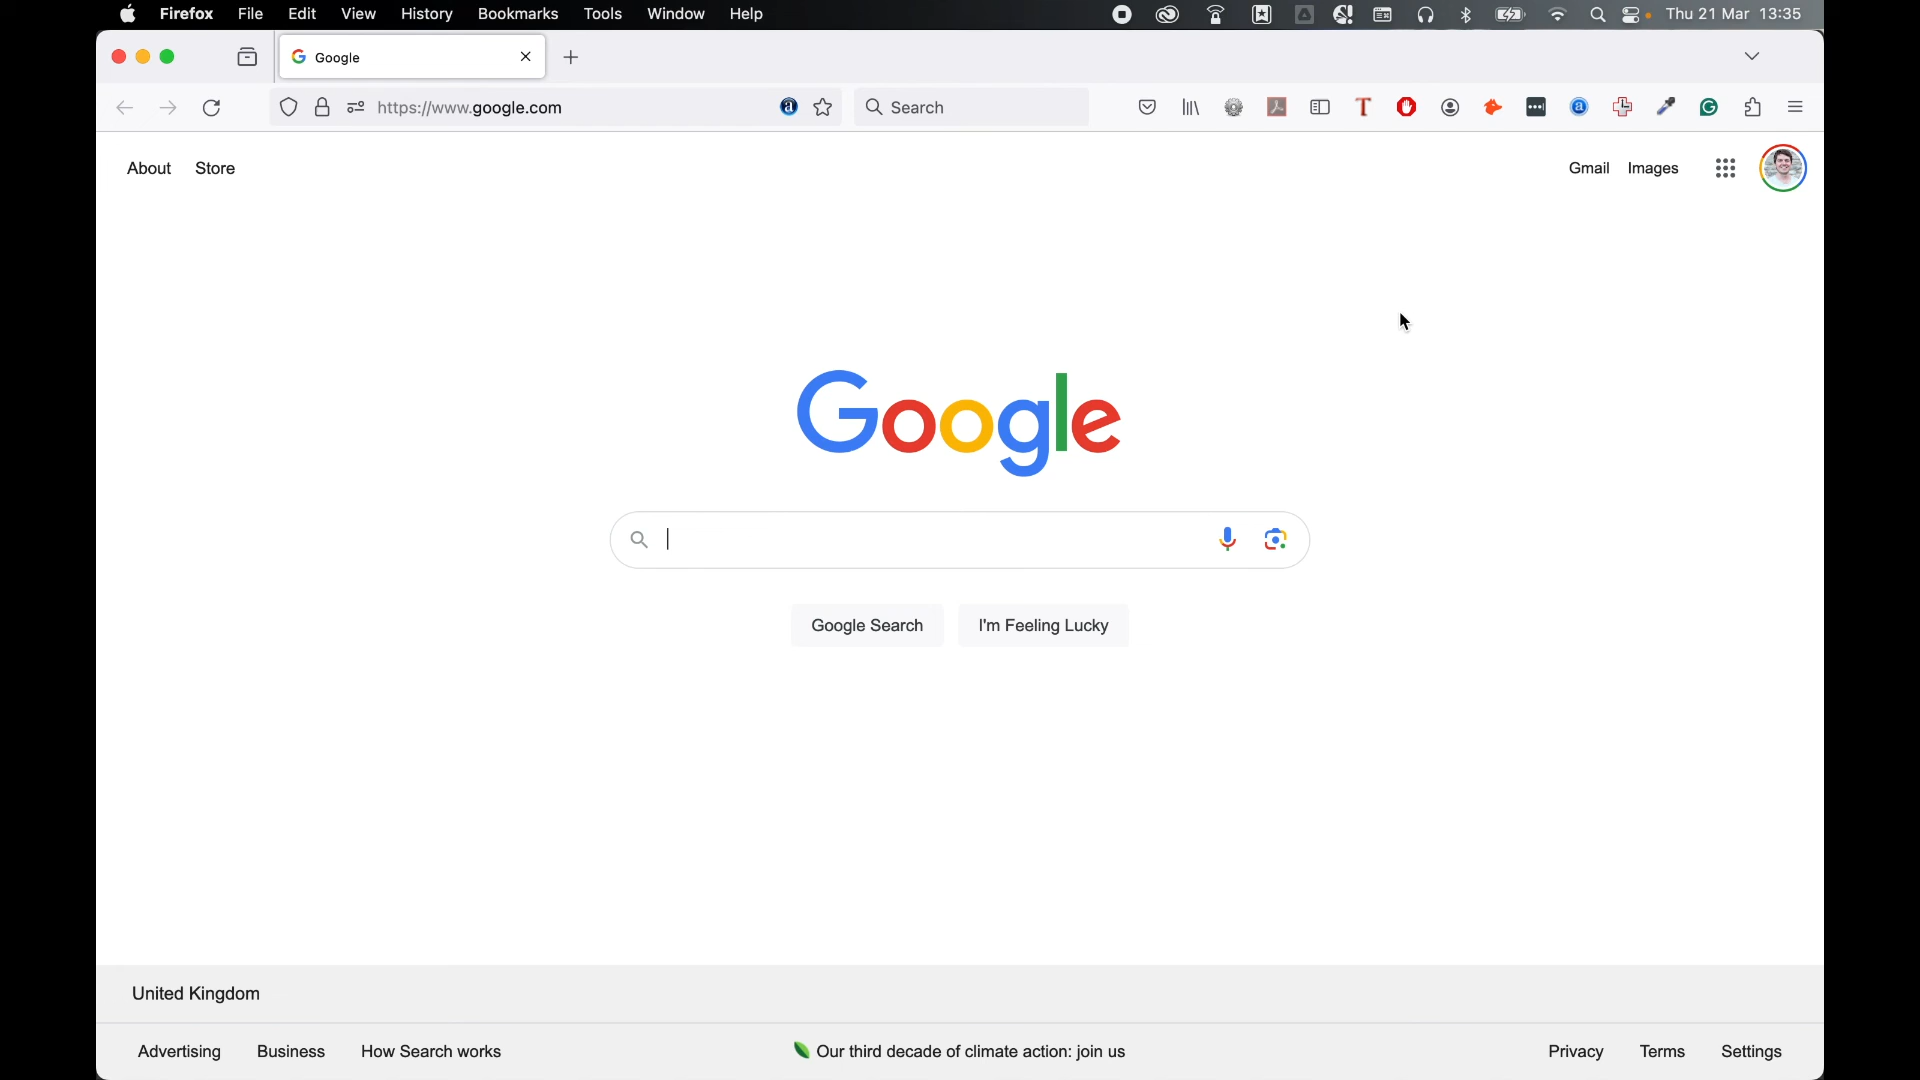 Firefox File Edit View History Bookmarks Tools Window Help Thu 21 Mar 13:35
Google
https://www.google.com Search
About Store Gmail Images
Google
Google Search I'm Feeling Lucky
United Kingdom
Advertising Business How Search works Our third decade of climate action: join us Privacy Terms Settings